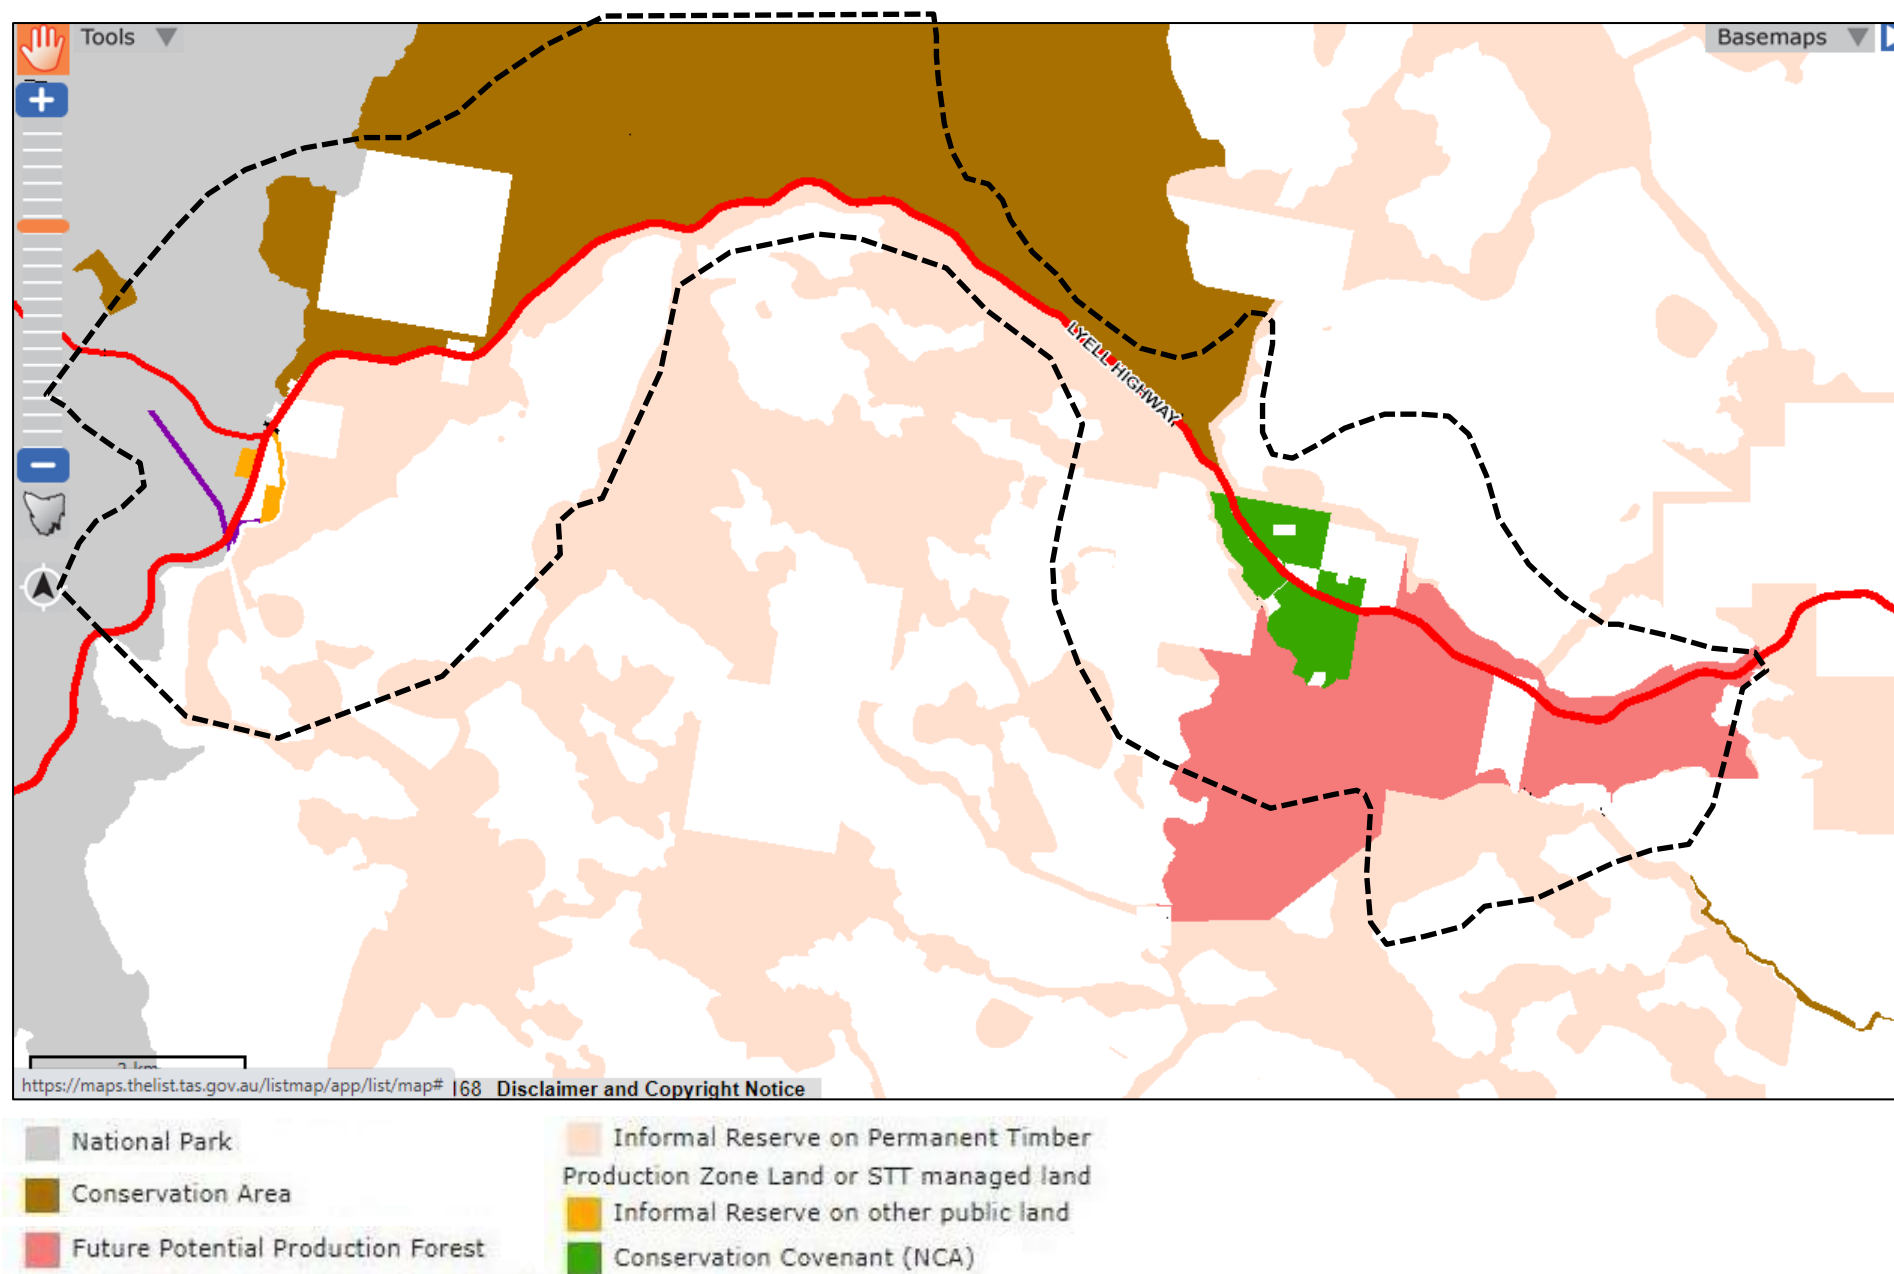 Tools
Basemaps
LYELL HIGHWAY
2 km
https://maps.thelist.tas.gov.au/listmap/app/list/map#
168 Disclaimer and Copyright Notice
National Park
Conservation Area
Future Potential Production Forest
Informal Reserve on Permanent Timber
Production Zone Land or STT managed land
Informal Reserve on other public land
Conservation Covenant (NCA)